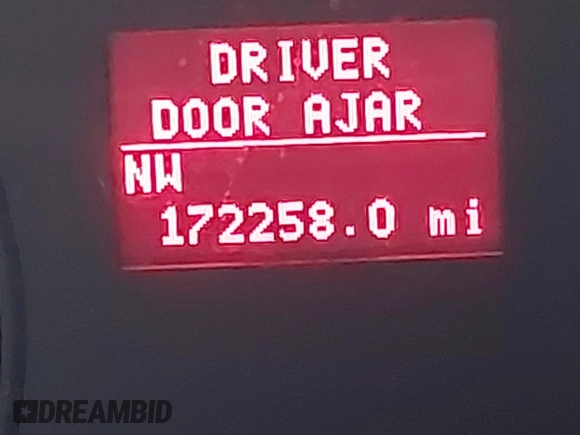 DRIVER
DOOR AJAR
NW
172258.0 mi
DREAMBID